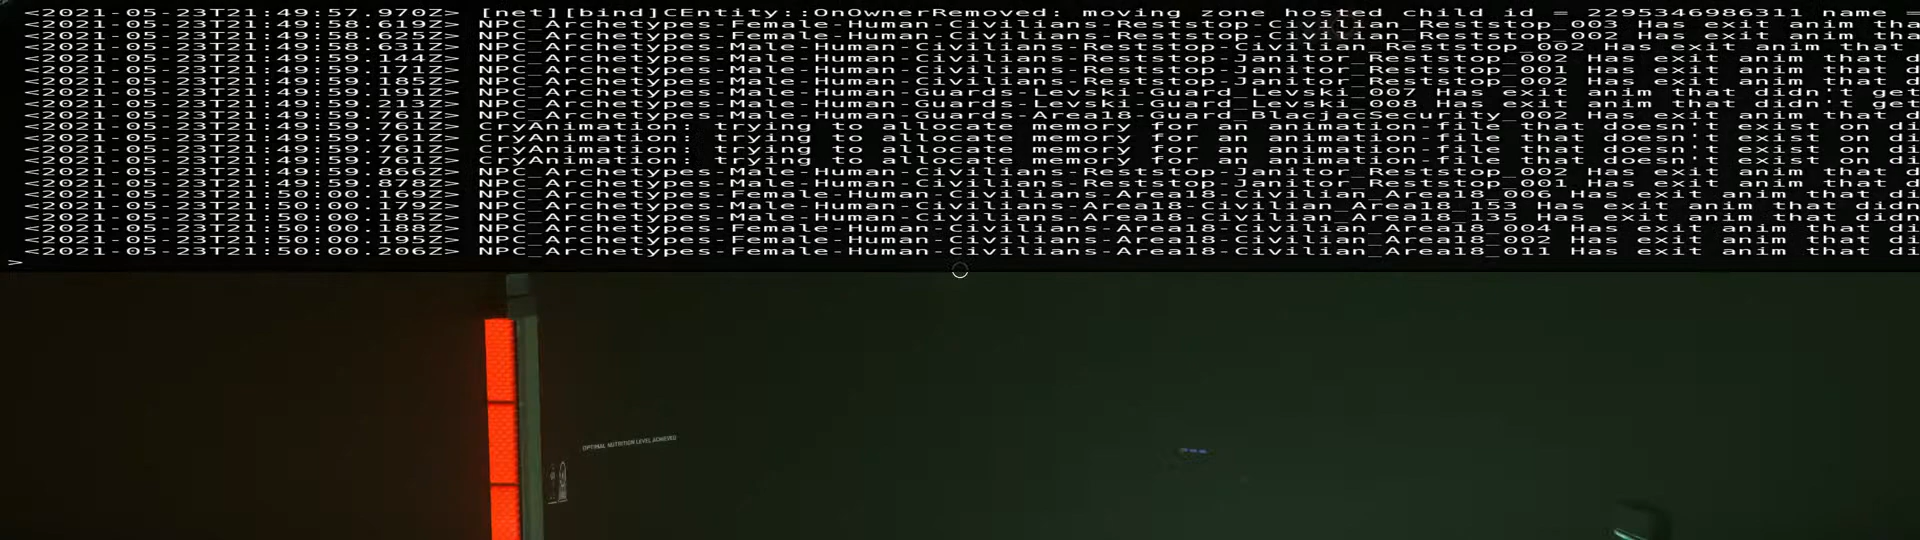 <2021-05-23T21:49:57.970Z> [net][bind]CEntity::OnOwnerRemoved: moving zone hosted child id = 2295346986311 name =
<2021-05-23T21:49:58.619Z> NPC_Archetypes-Female-Human-Civilians-Reststop-Civilian_Reststop_003 Has exit anim tha
<2021-05-23T21:49:58.625Z> NPC_Archetypes-Female-Human-Civilians-Reststop-Civilian_Reststop_002 Has exit anim tha
<2021-05-23T21:49:58.631Z> NPC_Archetypes-Male-Human-Civilians-Reststop-Civilian_Reststop_002 Has exit anim that
<2021-05-23T21:49:59.144Z> NPC_Archetypes-Male-Human-Civilians-Reststop-Janitor_Reststop_002 Has exit anim that d
<2021-05-23T21:49:59.171Z> NPC_Archetypes-Male-Human-Civilians-Reststop-Janitor_Reststop_001 Has exit anim that d
<2021-05-23T21:49:59.185Z> NPC_Archetypes-Male-Human-Civilians-Reststop-Janitor_Reststop_002 Has exit anim that d
<2021-05-23T21:49:59.191Z> NPC_Archetypes-Male-Human-Guards-Levski-Guard_Levski_007 Has exit anim that didn't get
<2021-05-23T21:49:59.213Z> NPC_Archetypes-Male-Human-Guards-Levski-Guard_Levski_008 Has exit anim that didn't get
<2021-05-23T21:49:59.761Z> NPC_Archetypes-Male-Human-Guards-Area18-Guard_BlacjacSecurity_002 Has exit anim that d
<2021-05-23T21:49:59.761Z> CryAnimation: trying to allocate memory for an animation-file that doesn't exist on di
<2021-05-23T21:49:59.761Z> CryAnimation: trying to allocate memory for an animation-file that doesn't exist on di
<2021-05-23T21:49:59.761Z> CryAnimation: trying to allocate memory for an animation-file that doesn't exist on di
<2021-05-23T21:49:59.761Z> CryAnimation: trying to allocate memory for an animation-file that doesn't exist on di
<2021-05-23T21:49:59.866Z> NPC_Archetypes-Male-Human-Civilians-Reststop-Janitor_Reststop_002 Has exit anim that d
<2021-05-23T21:49:59.878Z> NPC_Archetypes-Male-Human-Civilians-Reststop-Janitor_Reststop_001 Has exit anim that d
<2021-05-23T21:50:00.169Z> NPC_Archetypes-Female-Human-Civilians-Area18-Civilian_Area18_006 Has exit anim that di
<2021-05-23T21:50:00.179Z> NPC_Archetypes-Male-Human-Civilians-Area18-Civilian_Area18_153 Has exit anim that didn
<2021-05-23T21:50:00.185Z> NPC_Archetypes-Male-Human-Civilians-Area18-Civilian_Area18_135 Has exit anim that didn
<2021-05-23T21:50:00.188Z> NPC_Archetypes-Female-Human-Civilians-Area18-Civilian_Area18_004 Has exit anim that di
<2021-05-23T21:50:00.195Z> NPC_Archetypes-Female-Human-Civilians-Area18-Civilian_Area18_002 Has exit anim that di
<2021-05-23T21:50:00.206Z> NPC_Archetypes-Female-Human-Civilians-Area18-Civilian_Area18_011 Has exit anim that di
>
OPTIMAL NUTRITION LEVEL ACHIEVED